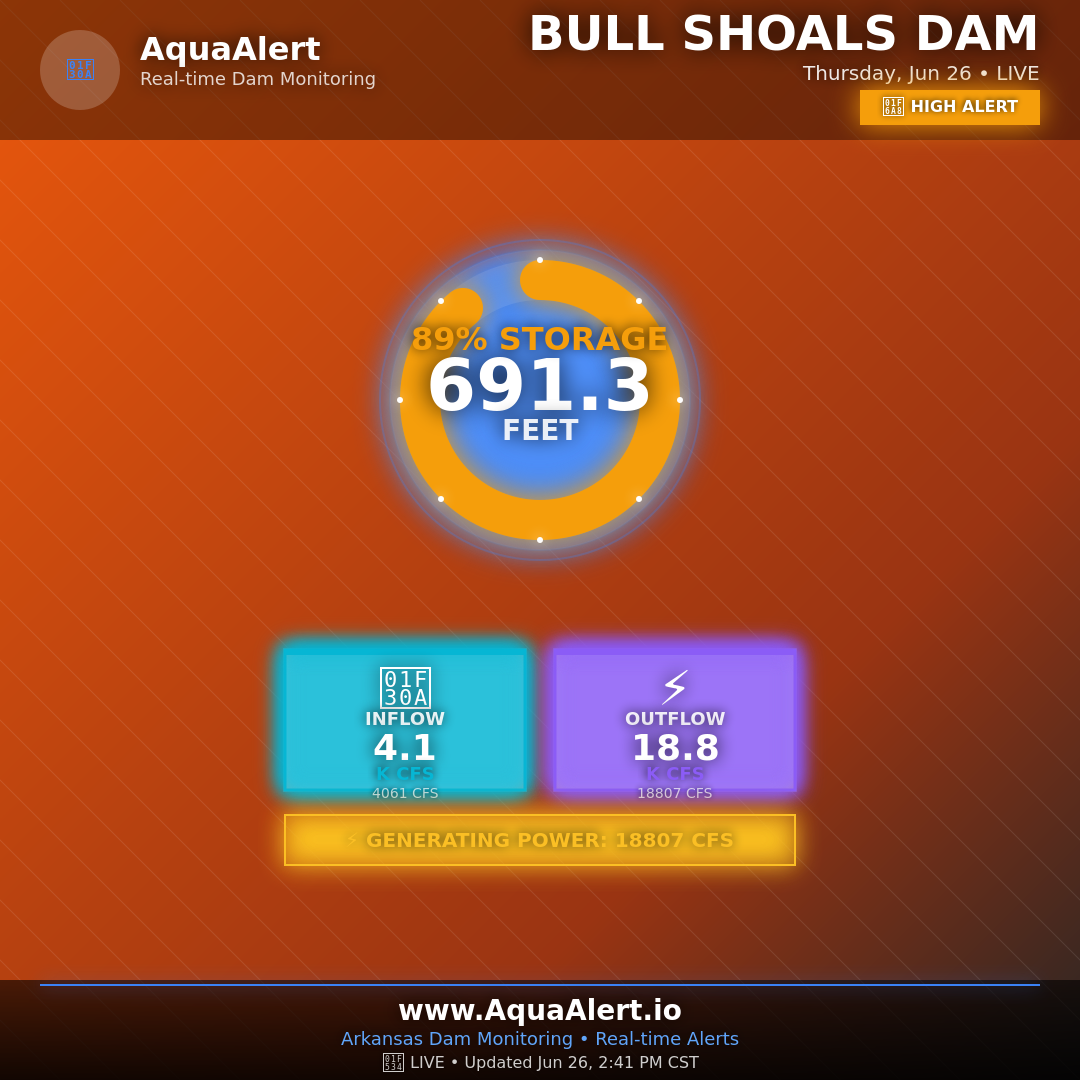 AquaAlert
Real-time Dam Monitoring
BULL SHOALS DAM
Thursday, Jun 26 • LIVE
HIGH ALERT
89% STORAGE
691.3
FEET
INFLOW
4.1
K CFS
4061 CFS
⚡
OUTFLOW
18.8
K CFS
18807 CFS
⚡ GENERATING POWER: 18807 CFS
www.AquaAlert.io
Arkansas Dam Monitoring • Real-time Alerts
LIVE • Updated Jun 26, 2:41 PM CST